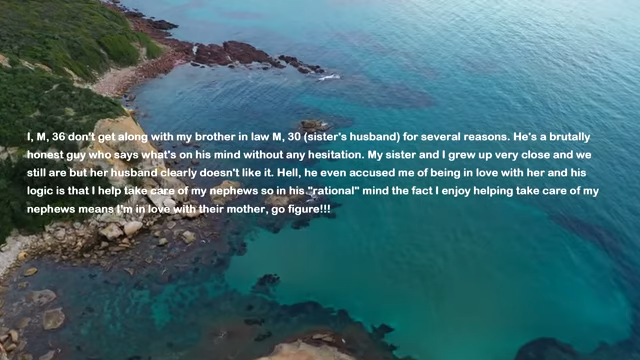 I, M, 36 don't get along with my brother in law M, 30 (sister's husband) for several reasons. He's a brutally
honest guy who says what's on his mind without any hesitation. My sister and I grew up very close and we
still are but her husband clearly doesn't like it. Hell, he even accused me of being in love with her and his
logic is that I help take care of my nephews so in his "rational" mind the fact I enjoy helping take care of my
nephews means I'm in love with their mother, go figure!!!